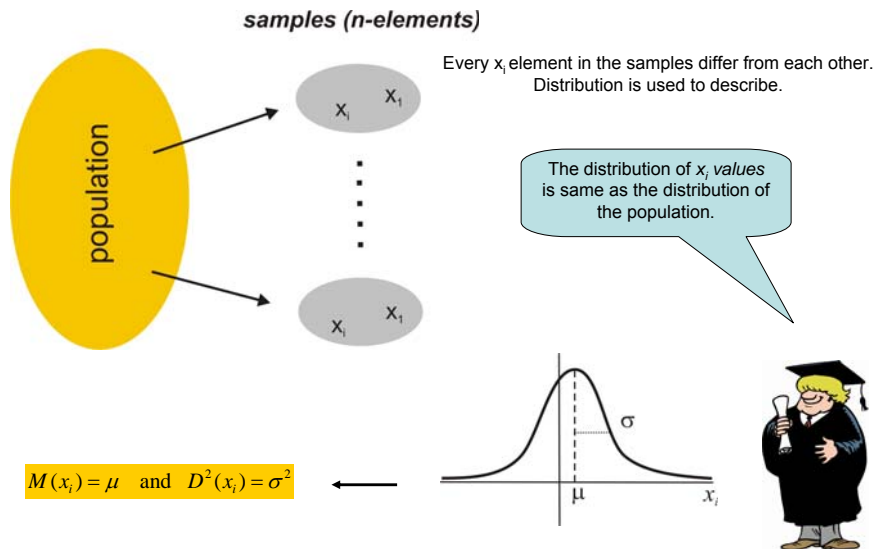 samples (n-elements)
Every xᵢ element in the samples differ from each other.
Distribution is used to describe.
population
xᵢ x₁
The distribution of xᵢ values
is same as the distribution of
the population.
xᵢ x₁
σ
μ xᵢ
M(xᵢ) = μ and D²(xᵢ) = σ²